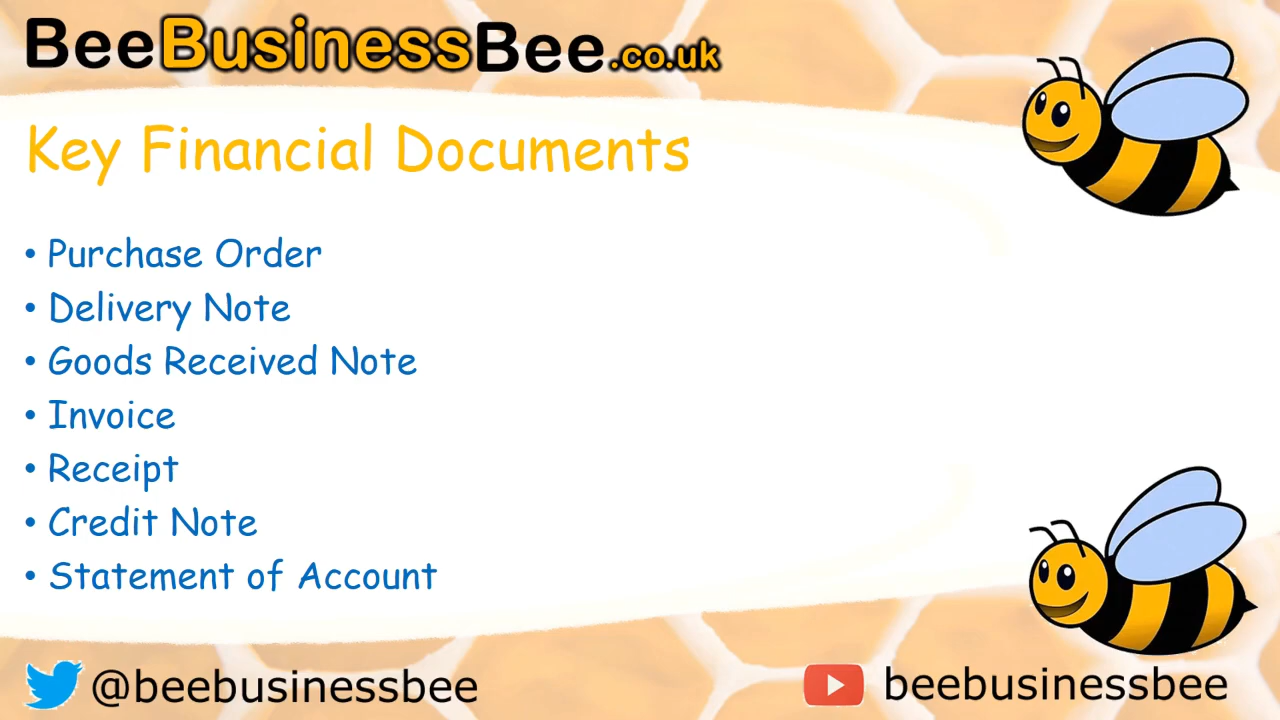 BeeBusinessBee.co.uk
Key Financial Documents
• Purchase Order
• Delivery Note
• Goods Received Note
• Invoice
• Receipt
• Credit Note
• Statement of Account
@beebusinessbee
beebusinessbee